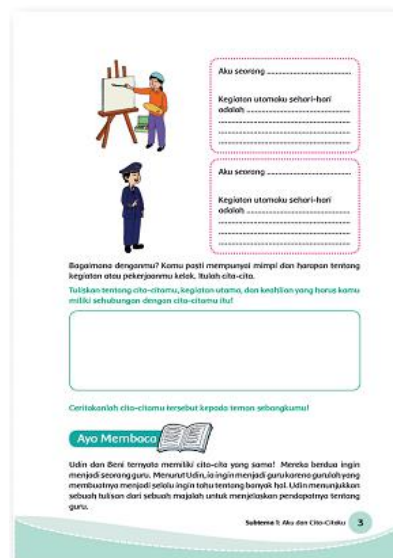 Aku seorang
Kegiatan utamaku sehari-hari
adalah
Aku seorang
Kegiatan utamaku sehari-hari
adalah
Bagaimana denganmu? Kamu pasti mempunyai mimpi dan harapan tentang
kegiatan atau pekerjaanmu kelak. Itulah cita-cita.
Tuliskan tentang cita-citamu, kegiatan utama, dan keahlian yang harus kamu
miliki sehubungan dengan cita-citamu itu!
Ceritakanlah cita-citamu tersebut kepada teman sebangkumu!
Ayo Membaca
Udin dan Beni ternyata memiliki cita-cita yang sama! Mereka berdua ingin
menjadi seorang guru. Menurut Udin, ia ingin menjadi guru karena gurulah yang
membuatnya menjadi selalu ingin tahu tentang banyak hal. Udin menunjukkan
sebuah tulisan dari sebuah majalah untuk menjelaskan pendapatnya tentang
guru.
Subtema 1: Aku dan Cita-Citaku 3